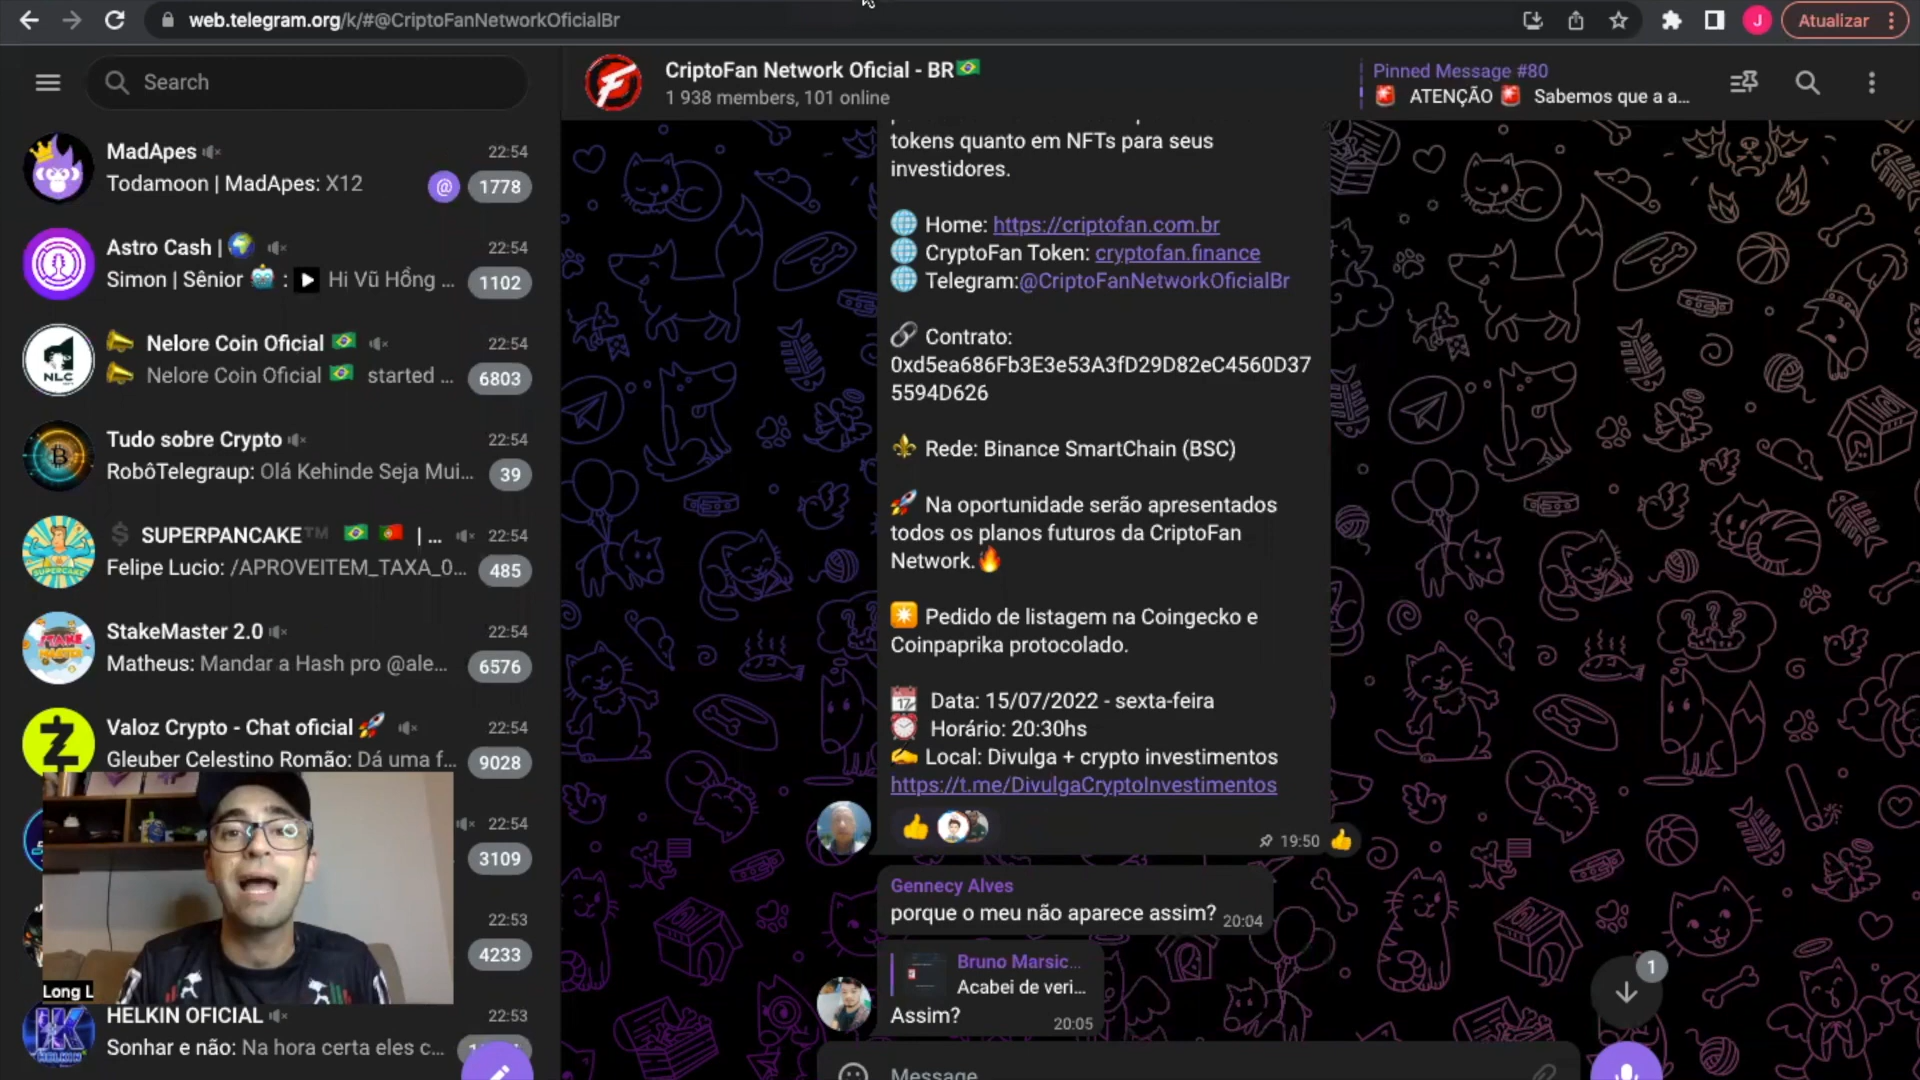 web.telegram.org/k/#@CriptoFanNetworkOficialBr
J
Atualizar
Search
CriptoFan Network Oficial - BR🇧🇷
1 938 members, 101 online
Pinned Message #80
🚨 ATENÇÃO 🚨 Sabemos que a a...
MadApes
22:54
Todamoon | MadApes: X12
@
1778
Astro Cash | 🌍
22:54
Simon | Sênior 🤖 : Hi Vũ Hồng ...
1102
📣 Nelore Coin Oficial 🇧🇷
22:54
📣 Nelore Coin Oficial 🇧🇷 started ...
6803
NLC
Tudo sobre Crypto
22:54
RobôTelegraup: Olá Kehinde Seja Mui...
39
💲 SUPERPANCAKE™️ 🇧🇷 🇵🇹 | ...
22:54
Felipe Lucio: /APROVEITEM_TAXA_0...
485
StakeMaster 2.0
22:54
Matheus: Mandar a Hash pro @ale...
6576
Valoz Crypto - Chat oficial 🚀
22:54
Gleuber Celestino Romão: Dá uma f...
9028
22:54
3109
22:53
4233
Long L
HELKIN OFICIAL
22:53
Sonhar e não: Na hora certa eles c...
tokens quanto em NFTs para seus
investidores.
🌐 Home: https://criptofan.com.br
🌐 CryptoFan Token: cryptofan.finance
🌐 Telegram:@CriptoFanNetworkOficialBr
🔗 Contrato:
0xd5ea686Fb3E3e53A3fD29D82eC4560D37
5594D626
⚜️ Rede: Binance SmartChain (BSC)
🚀 Na oportunidade serão apresentados
todos os planos futuros da CriptoFan
Network.🔥
✴️ Pedido de listagem na Coingecko e
Coinpaprika protocolado.
📅 Data: 15/07/2022 - sexta-feira
⏰ Horário: 20:30hs
✍️ Local: Divulga + crypto investimentos
https://t.me/DivulgaCryptoInvestimentos
👍
19:50
👍
Gennecy Alves
porque o meu não aparece assim?
20:04
Bruno Marsic...
Acabei de veri...
Assim?
20:05
1
Message